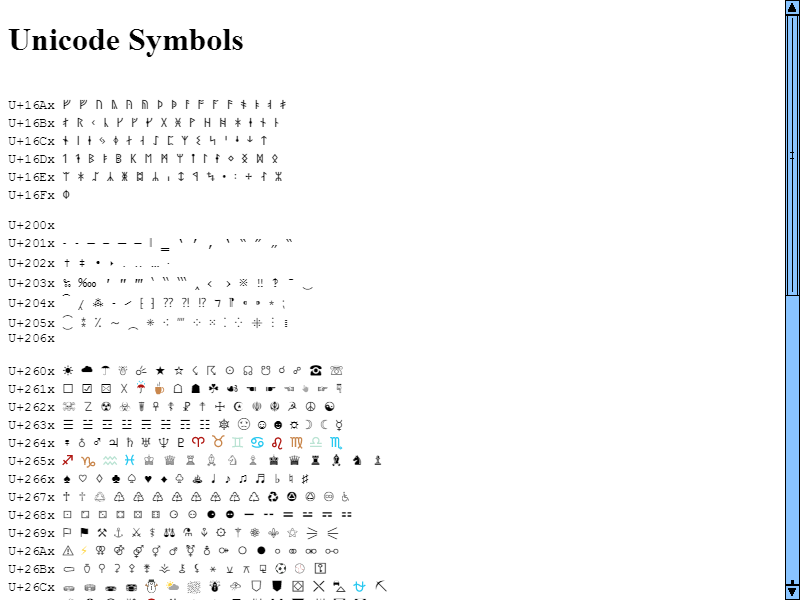 Unicode Symbols
U+16Ax ᚠ ᚡ ᚢ ᚣ ᚤ ᚥ ᚦ ᚧ ᚨ ᚩ ᚪ ᚫ ᚬ ᚭ ᚮ ᚯ
U+16Bx ᚰ ᚱ ᚲ ᚳ ᚴ ᚵ ᚶ ᚷ ᚸ ᚹ ᚺ ᚻ ᚼ ᚽ ᚾ ᚿ
U+16Cx ᛀ ᛁ ᛂ ᛃ ᛄ ᛅ ᛆ ᛇ ᛈ ᛉ ᛊ ᛋ ᛌ ᛍ ᛎ ᛏ
U+16Dx ᛐ ᛑ ᛒ ᛓ ᛔ ᛕ ᛖ ᛗ ᛘ ᛙ ᛚ ᛛ ᛜ ᛝ ᛞ ᛟ
U+16Ex ᛠ ᛡ ᛢ ᛣ ᛤ ᛥ ᛦ ᛧ ᛨ ᛩ ᛪ ᛫ ᛬ ᛭ ᛮ ᛯ
U+16Fx ᛰ
U+200x
U+201x ‐ ‑ ‒ – — ― ‖ ‗ ‘ ’ ‚ ‛ “ ” „ ‟
U+202x † ‡ • ‣ ․ ‥ … ‧
U+203x ‰ ‱ ′ ″ ‴ ‵ ‶ ‷ ‸ ‹ › ※ ‼ ‽ ‾ ‿
U+204x ⁀ ⁁ ⁂ ⁃ ⁄ ⁅ ⁆ ⁇ ⁈ ⁉ ⁊ ⁋ ⁌ ⁍ ⁎ ⁏
U+205x ⁐ ⁑ ⁒ ⁓ ⁔ ⁕ ⁖ ⁗ ⁘ ⁙ ⁚ ⁛ ⁜ ⁝ ⁞
U+206x
U+260x ☀ ☁ ☂ ☃ ☄ ★ ☆ ☇ ☈ ☉ ☊ ☋ ☌ ☍ ☎ ☏
U+261x ☐ ☑ ☒ ☓ ☔ ☕ ☖ ☗ ☘ ☙ ☚ ☛ ☜ ☝ ☞ ☟
U+262x ☠ ☡ ☢ ☣ ☤ ☥ ☦ ☧ ☨ ☩ ☪ ☫ ☬ ☭ ☮ ☯
U+263x ☰ ☱ ☲ ☳ ☴ ☵ ☶ ☷ ☸ ☹ ☺ ☻ ☼ ☽ ☾ ☿
U+264x ♀ ♁ ♂ ♃ ♄ ♅ ♆ ♇ ♈ ♉ ♊ ♋ ♌ ♍ ♎ ♏
U+265x ♐ ♑ ♒ ♓ ♔ ♕ ♖ ♗ ♘ ♙ ♚ ♛ ♜ ♝ ♞ ♟
U+266x ♠ ♡ ♢ ♣ ♤ ♥ ♦ ♧ ♨ ♩ ♪ ♫ ♬ ♭ ♮ ♯
U+267x ♰ ♱ ♲ ♳ ♴ ♵ ♶ ♷ ♸ ♹ ♺ ♻ ♼ ♽ ♾ ♿
U+268x ⚀ ⚁ ⚂ ⚃ ⚄ ⚅ ⚆ ⚇ ⚈ ⚉ ⚊ ⚋ ⚌ ⚍ ⚎ ⚏
U+269x ⚐ ⚑ ⚒ ⚓ ⚔ ⚕ ⚖ ⚗ ⚘ ⚙ ⚚ ⚛ ⚜ ⚝ ⚞ ⚟
U+26Ax ⚠ ⚡ ⚢ ⚣ ⚤ ⚥ ⚦ ⚧ ⚨ ⚩ ⚪ ⚫ ⚬ ⚭ ⚮ ⚯
U+26Bx ⚰ ⚱ ⚲ ⚳ ⚴ ⚵ ⚶ ⚷ ⚸ ⚹ ⚺ ⚻ ⚼ ⚽ ⚾ ⚿
U+26Cx ⛀ ⛁ ⛂ ⛃ ⛄ ⛅ ⛆ ⛇ ⛈ ⛉ ⛊ ⛋ ⛌ ⛍ ⛎ ⛏